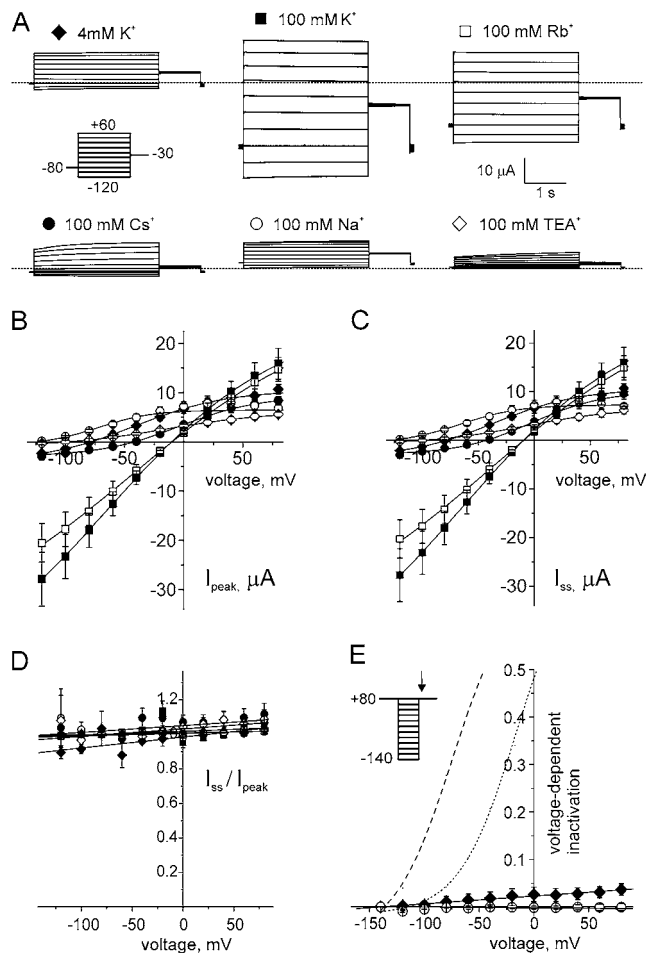 A
4mM K⁺
100 mM K⁺
100 mM Rb⁺
+60
-80
-30
-120
10 µA
1 s
100 mM Cs⁺
100 mM Na⁺
100 mM TEA⁺
B
20
10
-100
-50
50
voltage, mV
-10
-20
-30
I peak, µA
C
20
10
-100
-50
50
voltage, mV
-10
-20
-30
I ss, µA
D
1.2
1.0
0.8
0.6
0.4
0.2
I ss / I peak
-100
-50
0
50
voltage, mV
E
+80
-140
0.5
0.4
0.3
0.2
0.1
voltage-dependent
inactivation
-150
-100
-50
0
50
voltage, mV